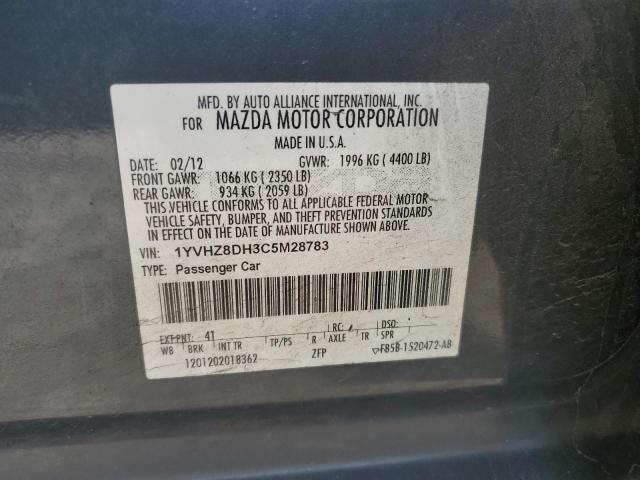 MFD. BY AUTO ALLIANCE INTERNATIONAL, INC.
FOR MAZDA MOTOR CORPORATION
MADE IN U.S.A.
DATE: 02/12 GVWR: 1996 KG ( 4400 LB)
FRONT GAWR: 1066 KG ( 2350 LB)
REAR GAWR: 934 KG ( 2059 LB)
THIS VEHICLE CONFORMS TO ALL APPLICABLE FEDERAL MOTOR
VEHICLE SAFETY, BUMPER, AND THEFT PREVENTION STANDARDS
IN EFFECT ON THE DATE OF MANUFACTURE SHOWN ABOVE.
VIN: 1YVHZ8DH3C5M28783
TYPE: Passenger Car
EXT PNT: 41 RC: DSO:
WB BRK INT TR TP/PS R AXLE TR SPR
1201202018362 ZFP F85B-1520472-AB